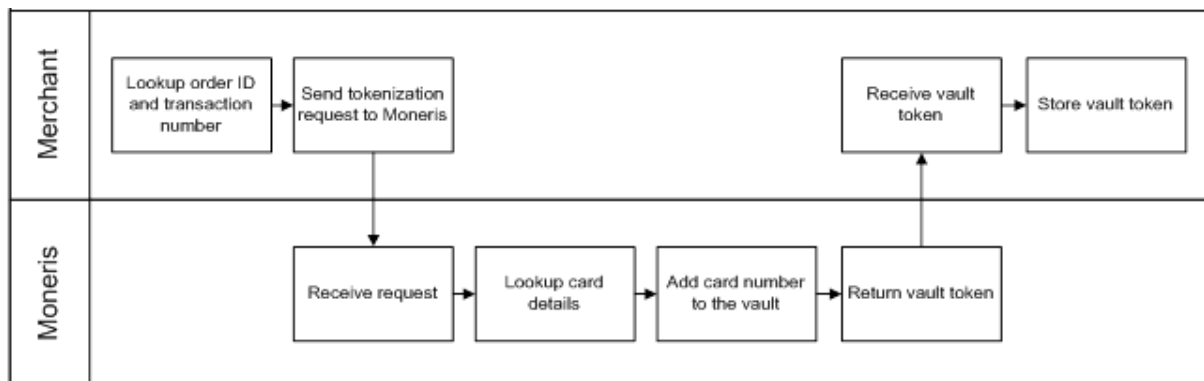 Merchant
Lookup order ID
and transaction
number
Send tokenization
request to Moneris
Receive vault
token
Store vault token
Moneris
Receive request
Lookup card
details
Add card number
to the vault
Return vault token